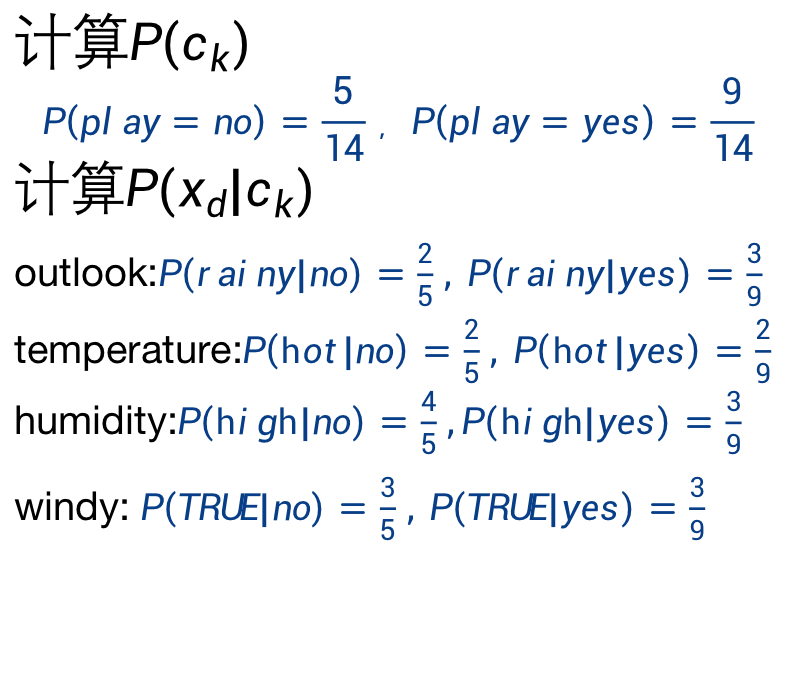 计算P(c_k)
P(play = no) = 5/14, P(play = yes) = 9/14
计算P(x_d|c_k)
outlook:P(rainy|no) = 2/5, P(rainy|yes) = 3/9
temperature:P(hot|no) = 2/5, P(hot|yes) = 2/9
humidity:P(high|no) = 4/5,P(high|yes) = 3/9
windy: P(TRUE|no) = 3/5, P(TRUE|yes) = 3/9